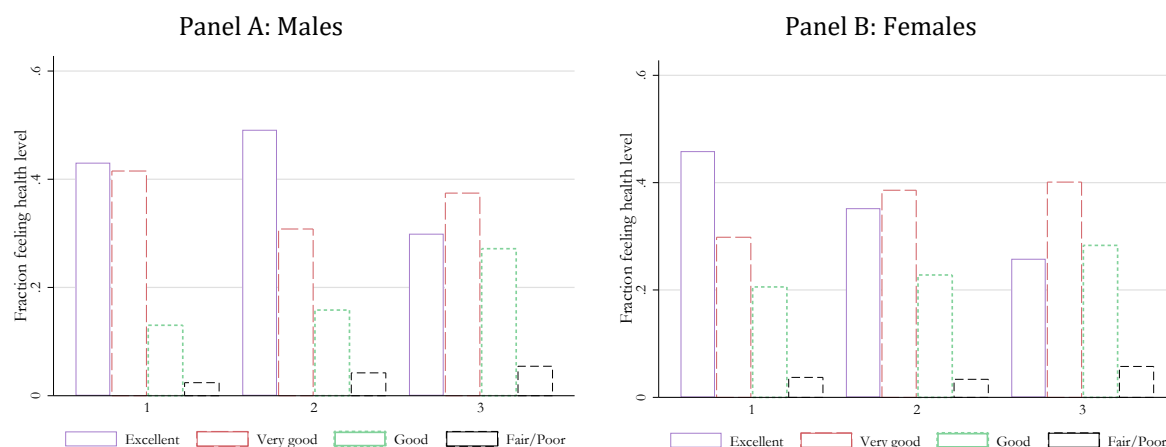 Panel A: Males
Fraction feeling health level
.6
.4
.2
0
1 2 3
Excellent Very good Good Fair/Poor
Panel B: Females
Fraction feeling health level
.6
.4
.2
0
1 2 3
Excellent Very good Good Fair/Poor